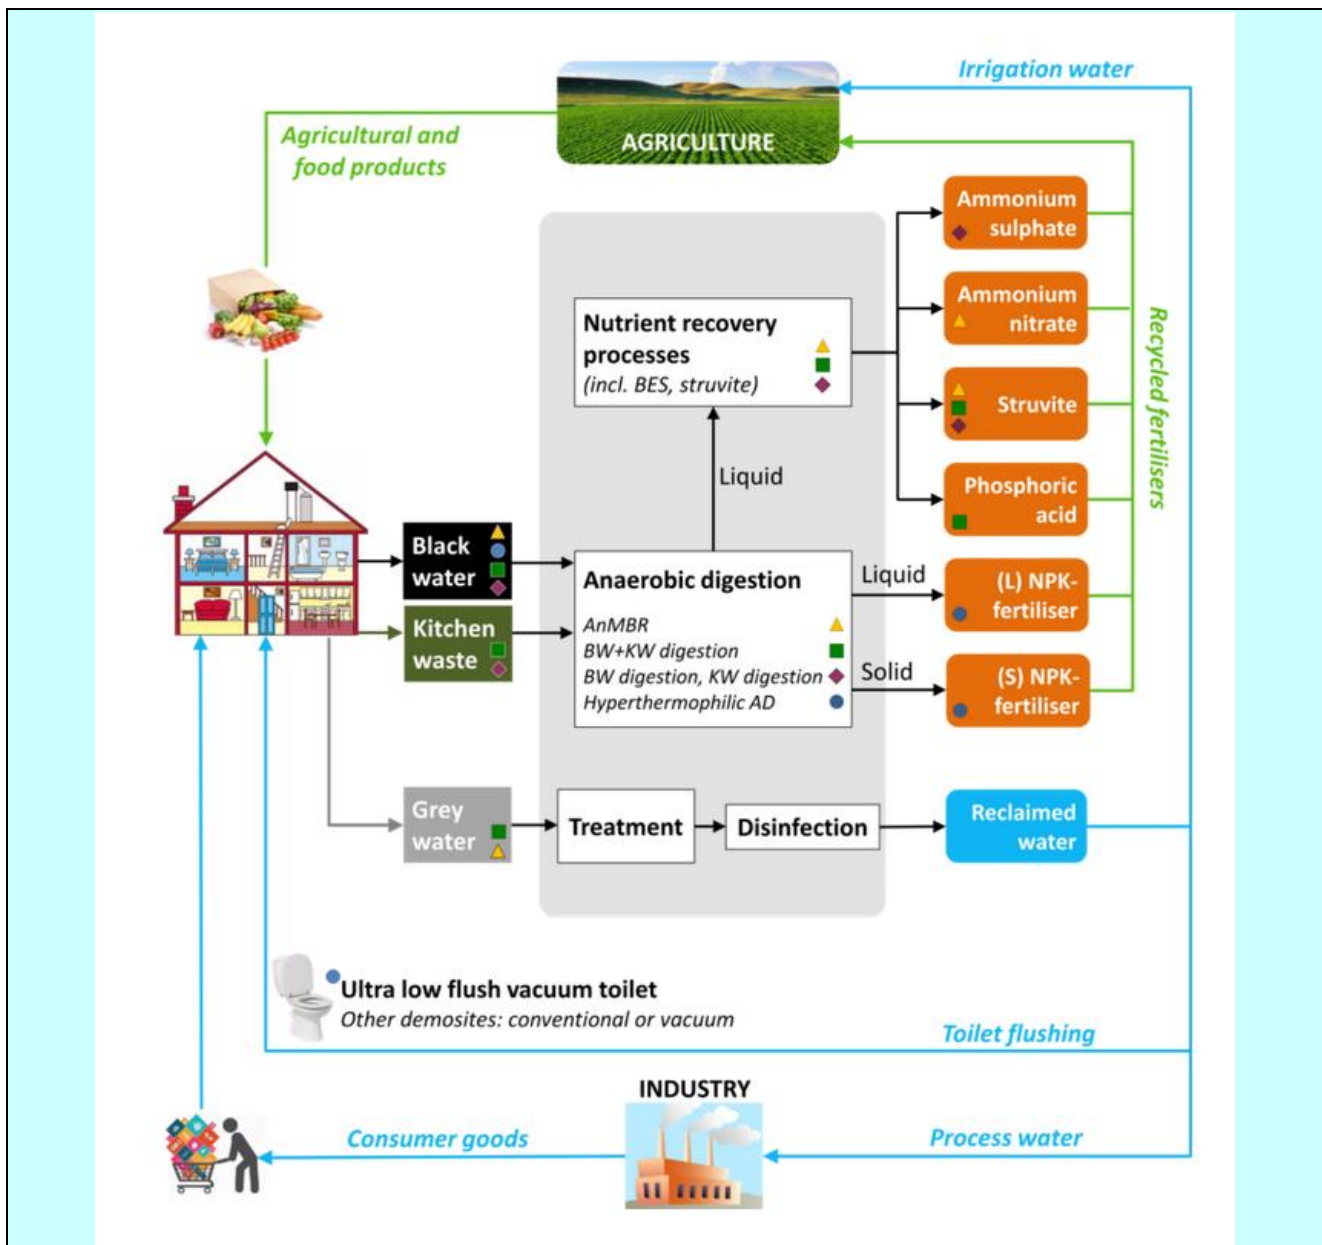 Irrigation water
AGRICULTURE
Agricultural and
food products
Ammonium
sulphate
Ammonium
nitrate
Nutrient recovery
processes
(incl. BES, struvite)
Struvite
Recycled fertilisers
Liquid
Phosphoric
acid
Black
water
Anaerobic digestion
AnMBR
BW+KW digestion
BW digestion, KW digestion
Hyperthermophilic AD
Liquid
(L) NPK-
fertiliser
Kitchen
waste
Solid
(S) NPK-
fertiliser
Grey
water
Treatment
Disinfection
Reclaimed
water
Ultra low flush vacuum toilet
Other demosites: conventional or vacuum
Toilet flushing
INDUSTRY
Consumer goods
Process water